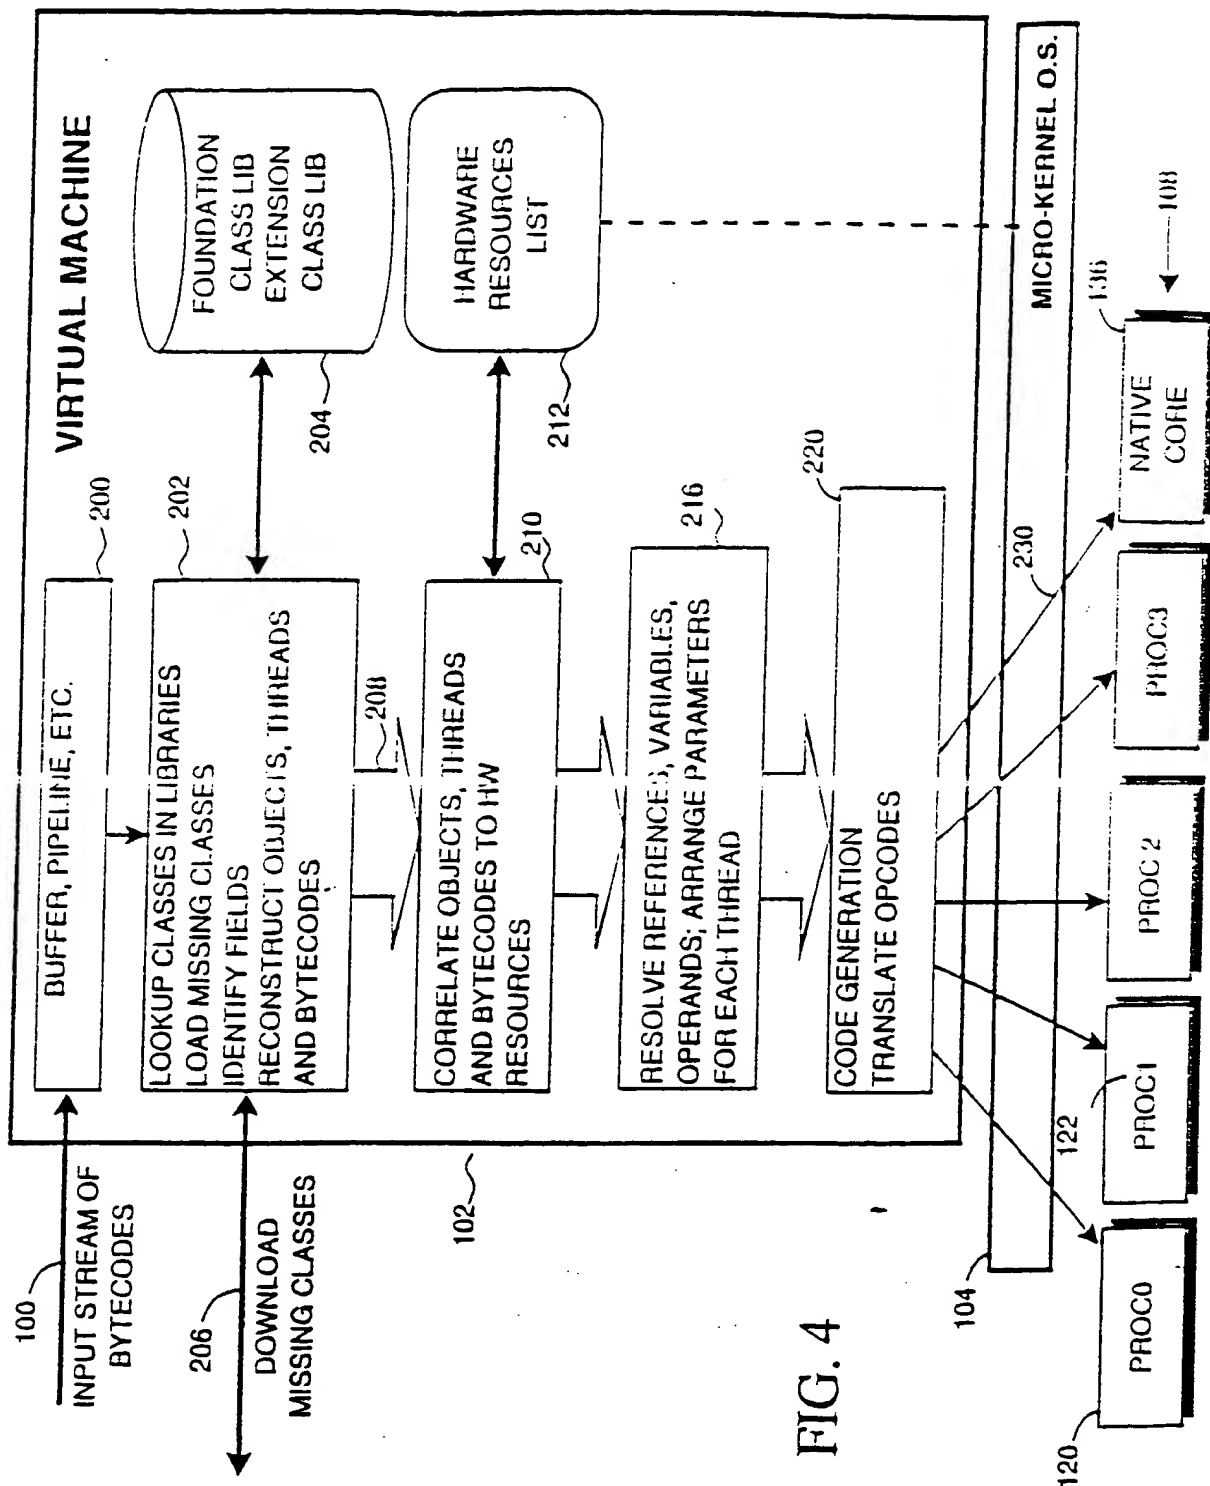 VIRTUAL MACHINE
100
INPUT STREAM OF
BYTECODES
BUFFER, PIPELINE, ETC.
200
206
DOWNLOAD
MISSING CLASSES
LOOKUP CLASSES IN LIBRARIES
LOAD MISSING CLASSES
IDENTIFY FIELDS
RECONSTRUCT OBJECTS, THREADS
AND BYTECODES
202
FOUNDATION
CLASS LIB
EXTENSION
CLASS LIB
204
208
CORRELATE OBJECTS, THREADS
AND BYTECODES TO HW
RESOURCES
210
HARDWARE
RESOURCES
LIST
212
102
RESOLVE REFERENCES, VARIABLES,
OPERANDS; ARRANGE PARAMETERS
FOR EACH THREAD
216
CODE GENERATION
TRANSLATE OPCODES
220
104
230
MICRO-KERNEL O.S.
120
PROC0
122
PROC1
PROC 2
PROC3
NATIVE
CORE
136
108
FIG. 4